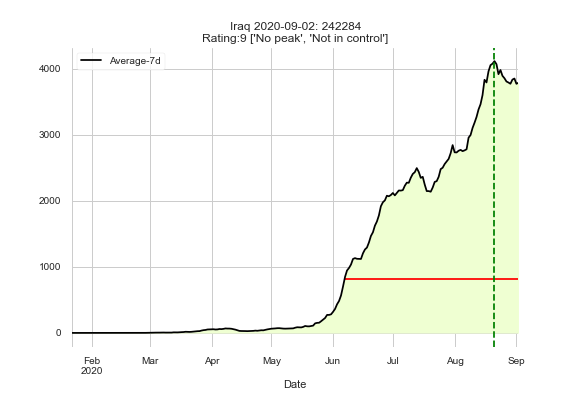 Iraq 2020-09-02: 242284
Rating:9 ['No peak', 'Not in control']
Average-7d
4000
3000
2000
1000
0
Feb Mar Apr May Jun Jul Aug Sep
2020
Date